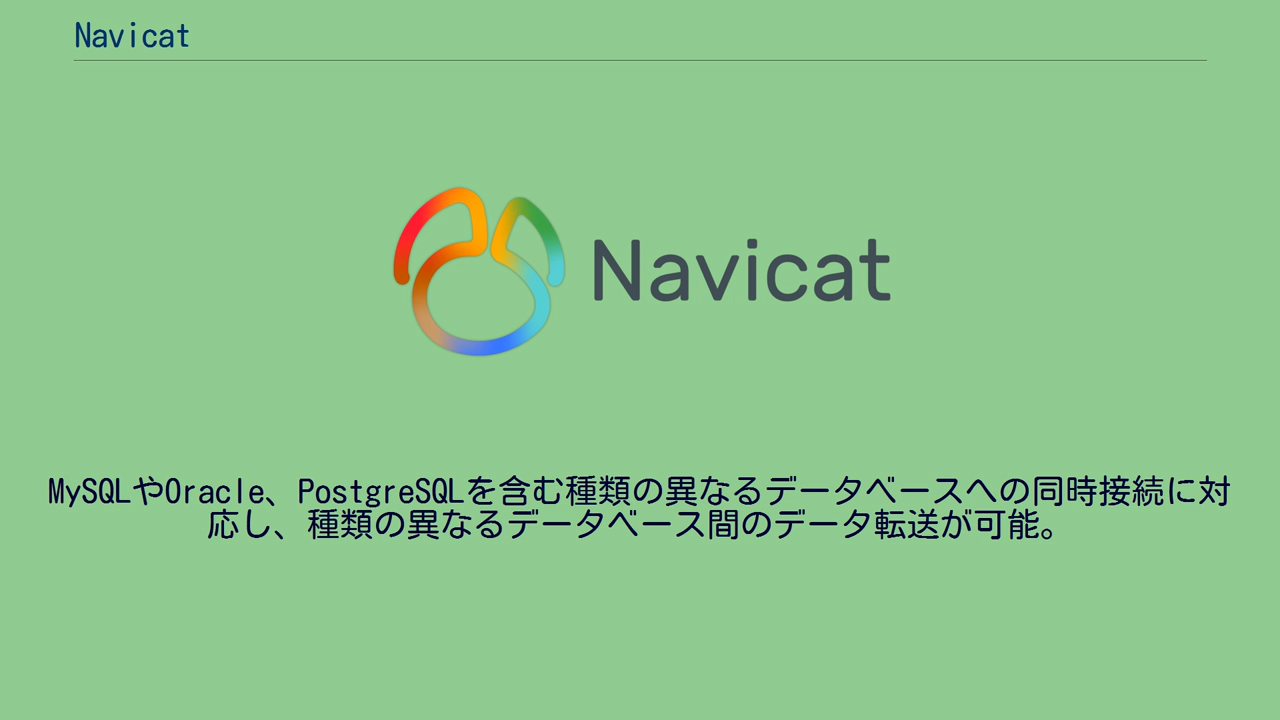 Navicat
Navicat
MySQLやOracle、PostgreSQLを含む種類の異なるデータベースへの同時接続に対
応し、種類の異なるデータベース間のデータ転送が可能。